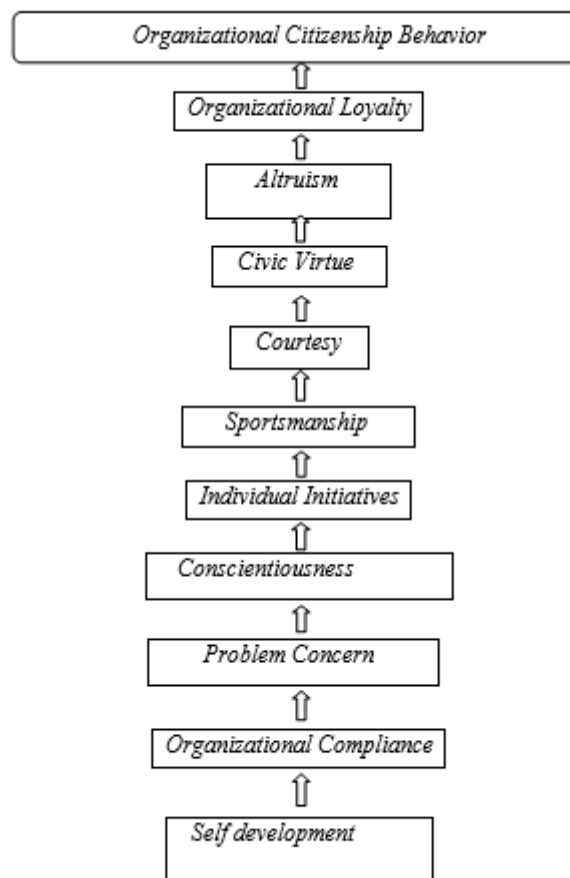 Organizational Citizenship Behavior
Organizational Loyalty
Altruism
Civic Virtue
Courtesy
Sportsmanship
Individual Initiatives
Conscientiousness
Problem Concern
Organizational Compliance
Self development